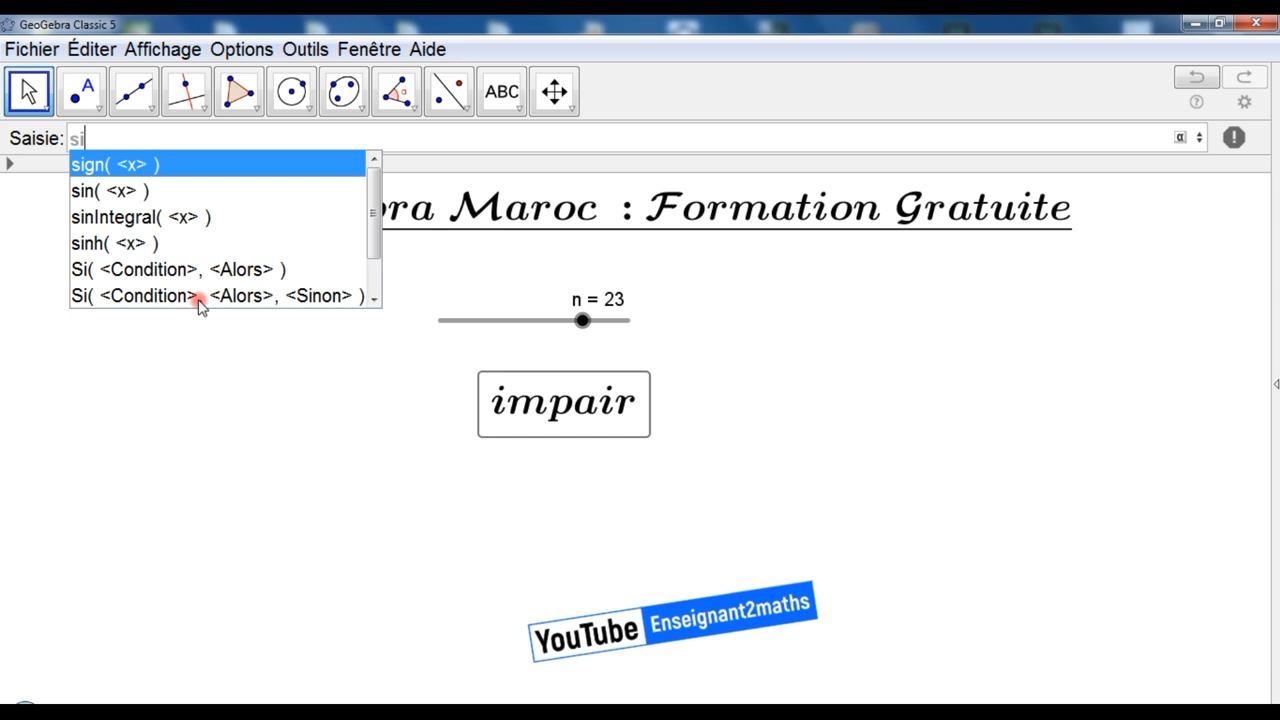 GeoGebra Classic 5
Fichier Éditer Affichage Options Outils Fenêtre Aide
A
α
ABC
Saisie: si
α
sign( <x> )
sin( <x> )
sinIntegral( <x> )
sinh( <x> )
Si( <Condition>, <Alors> )
Si( <Condition>, <Alors>, <Sinon> )
Maroc : Formation Gratuite
n = 23
impair
YouTube Enseignant2maths